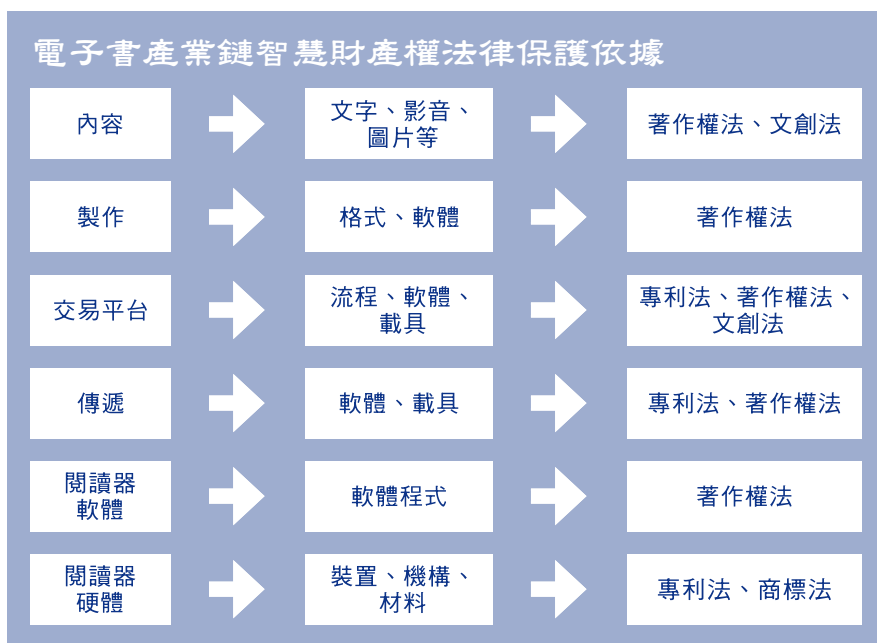 電子書產業鏈智慧財產權法律保護依據
內容
文字、影音、
圖片等
著作權法、文創法
製作
格式、軟體
著作權法
交易平台
流程、軟體、
載具
專利法、著作權法、
文創法
傳遞
軟體、載具
專利法、著作權法
閱讀器
軟體
軟體程式
著作權法
閱讀器
硬體
裝置、機構、
材料
專利法、商標法